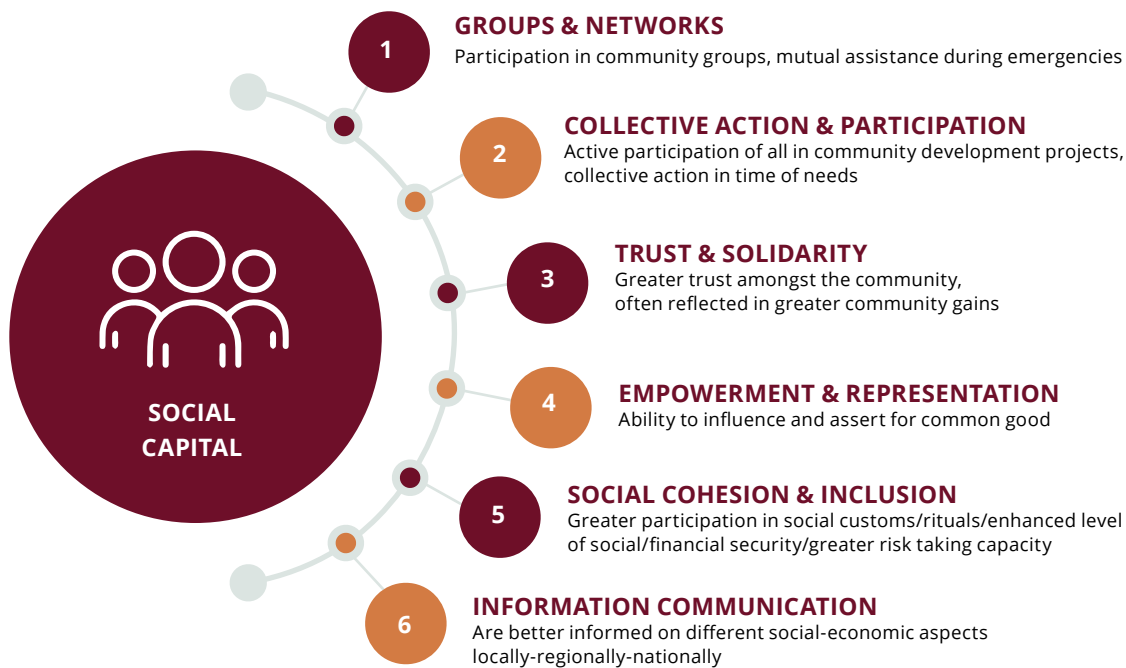 1
GROUPS & NETWORKS
Participation in community groups, mutual assistance during emergencies
2
COLLECTIVE ACTION & PARTICIPATION
Active participation of all in community development projects,
collective action in time of needs
3
TRUST & SOLIDARITY
Greater trust amongst the community,
often reflected in greater community gains
SOCIAL
CAPITAL
4
EMPOWERMENT & REPRESENTATION
Ability to influence and assert for common good
5
SOCIAL COHESION & INCLUSION
Greater participation in social customs/rituals/enhanced level
of social/financial security/greater risk taking capacity
6
INFORMATION COMMUNICATION
Are better informed on different social-economic aspects
locally-regionally-nationally